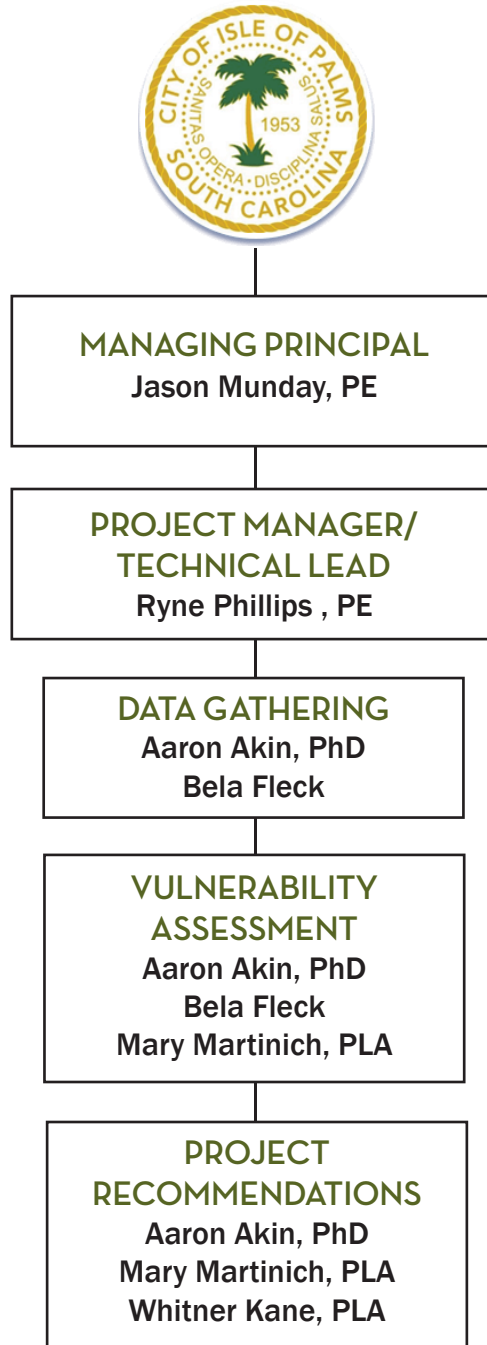 CITY OF ISLE OF PALMS
SOUTH CAROLINA
SANITAS OPERA · DISCIPLINA SALUS
1953
MANAGING PRINCIPAL
Jason Munday, PE
PROJECT MANAGER/
TECHNICAL LEAD
Ryne Phillips , PE
DATA GATHERING
Aaron Akin, PhD
Bela Fleck
VULNERABILITY
ASSESSMENT
Aaron Akin, PhD
Bela Fleck
Mary Martinich, PLA
PROJECT
RECOMMENDATIONS
Aaron Akin, PhD
Mary Martinich, PLA
Whitner Kane, PLA